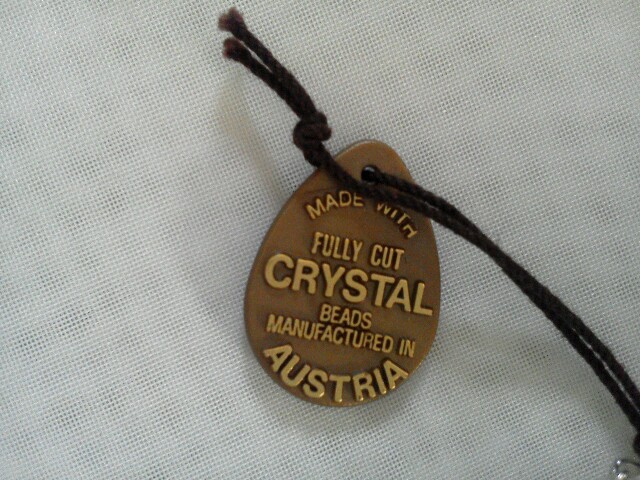 MADE WITH
FULLY CUT
CRYSTAL
BEADS
MANUFACTURED IN
AUSTRIA